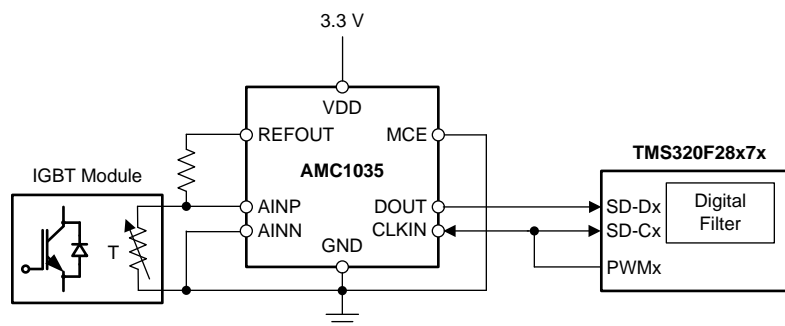 3.3 V
VDD
REFOUT
MCE
AMC1035
TMS320F28x7x
IGBT Module
AINP
DOUT
SD-Dx
Digital
Filter
T
AINN
CLKIN
SD-Cx
GND
PWMx